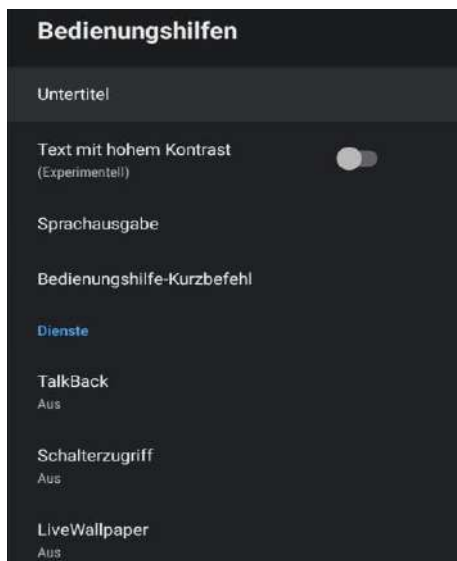 Bedienungshilfen
Untertitel
Text mit hohem Kontrast
(Experimentell)
Sprachausgabe
Bedienungshilfe-Kurzbefehl
Dienste
TalkBack
Aus
Schalterzugriff
Aus
LiveWallpaper
Aus